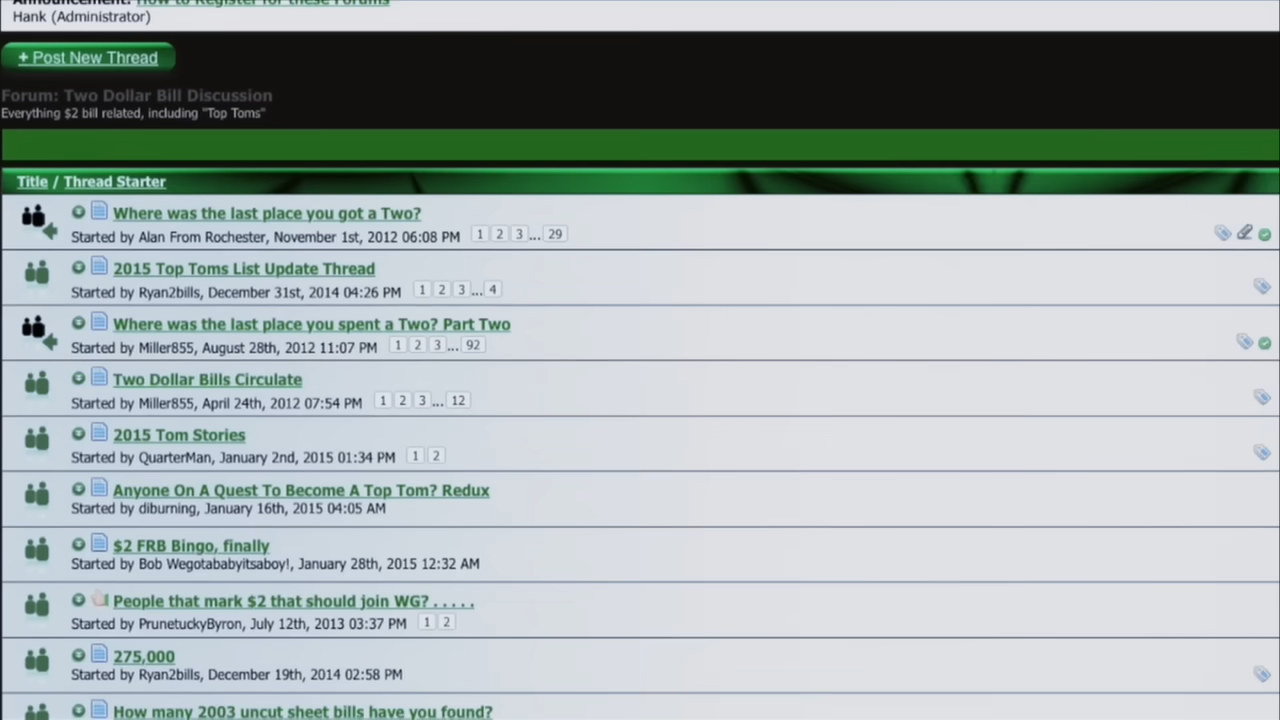 Announcement: How to Register for these Forums
Hank (Administrator)
+ Post New Thread
Forum: Two Dollar Bill Discussion
Everything $2 bill related, including "Top Toms"
Title / Thread Starter
Where was the last place you got a Two?
Started by Alan From Rochester, November 1st, 2012 06:08 PM 1 2 3 ... 29
2015 Top Toms List Update Thread
Started by Ryan2bills, December 31st, 2014 04:26 PM 1 2 3 ... 4
Where was the last place you spent a Two? Part Two
Started by Miller855, August 28th, 2012 11:07 PM 1 2 3 ... 92
Two Dollar Bills Circulate
Started by Miller855, April 24th, 2012 07:54 PM 1 2 3 ... 12
2015 Tom Stories
Started by QuarterMan, January 2nd, 2015 01:34 PM 1 2
Anyone On A Quest To Become A Top Tom? Redux
Started by diburning, January 16th, 2015 04:05 AM
$2 FRB Bingo, finally
Started by Bob Wegotababyitsaboy!, January 28th, 2015 12:32 AM
People that mark $2 that should join WG? . . . . .
Started by PrunetuckyByron, July 12th, 2013 03:37 PM 1 2
275,000
Started by Ryan2bills, December 19th, 2014 02:58 PM
How many 2003 uncut sheet bills have you found?